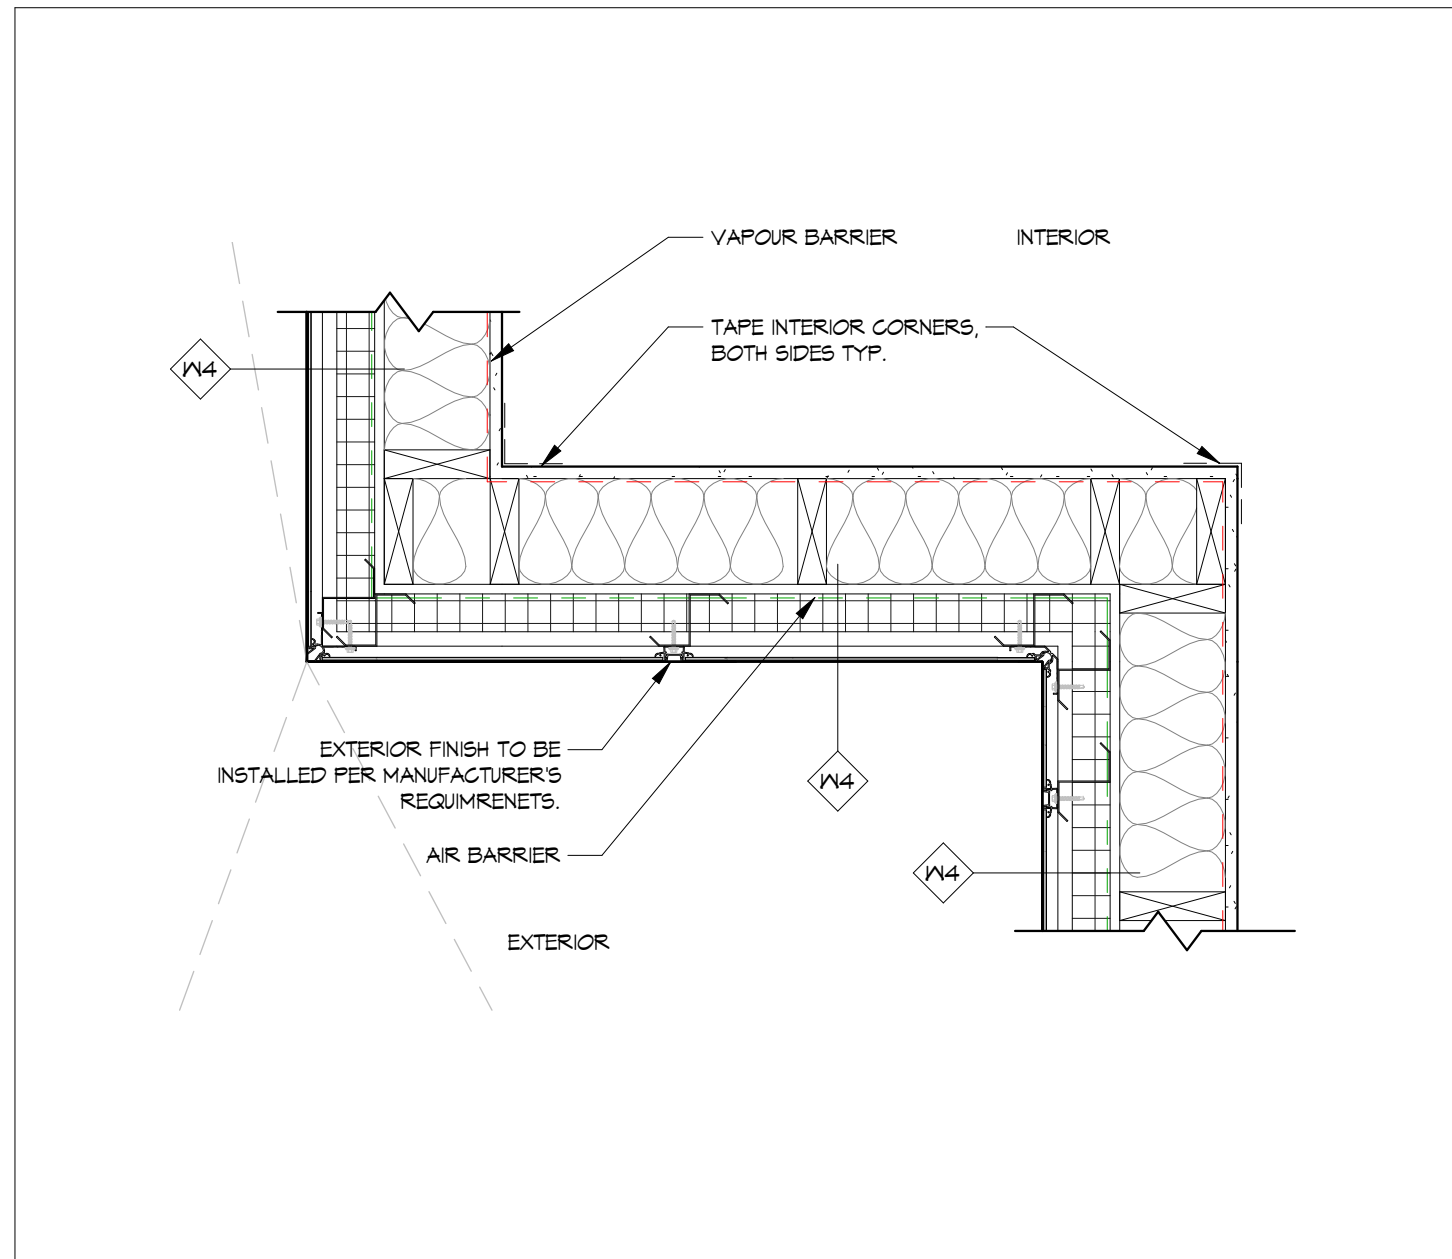 VAPOUR BARRIER
INTERIOR
TAPE INTERIOR CORNERS,
BOTH SIDES TYP.
W4
EXTERIOR FINISH TO BE
INSTALLED PER MANUFACTURER'S
REQUIMRENETS.
W4
AIR BARRIER
W4
EXTERIOR